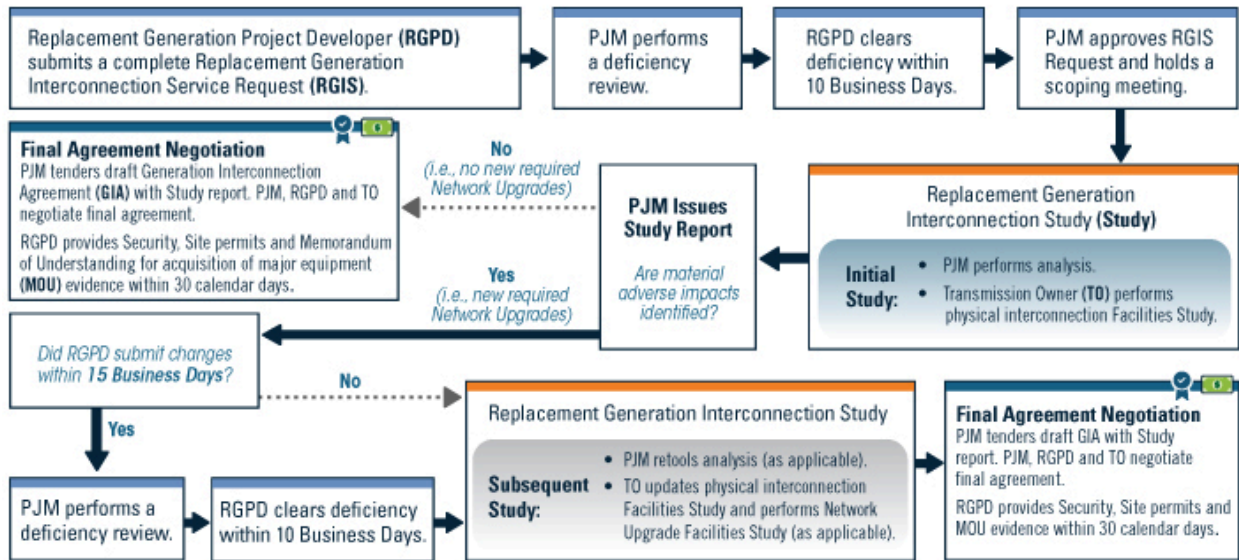 Replacement Generation Project Developer (RGPD)
submits a complete Replacement Generation
Interconnection Service Request (RGIS).
PJM performs
a deficiency
review.
RGPD clears
deficiency within
10 Business Days.
PJM approves RGIS
Request and holds a
scoping meeting.
Replacement Generation
Interconnection Study (Study)
Initial
Study:
• PJM performs analysis.
• Transmission Owner (TO) performs
physical interconnection Facilities Study.
PJM Issues
Study Report
Are material
adverse impacts
identified?
No
(i.e., no new required
Network Upgrades)
Final Agreement Negotiation
PJM tenders draft Generation Interconnection
Agreement (GIA) with Study report. PJM, RGPD and TO
negotiate final agreement.
RGPD provides Security, Site permits and Memorandum
of Understanding for acquisition of major equipment
(MOU) evidence within 30 calendar days.
Yes
(i.e., new required
Network Upgrades)
Did RGPD submit changes
within 15 Business Days?
No
Yes
PJM performs a
deficiency review.
RGPD clears deficiency
within 10 Business Days.
Replacement Generation Interconnection Study
Subsequent
Study:
• PJM retools analysis (as applicable).
• TO updates physical interconnection
Facilities Study and performs Network
Upgrade Facilities Study (as applicable).
Final Agreement Negotiation
PJM tenders draft GIA with Study
report. PJM, RGPD and TO negotiate
final agreement.
RGPD provides Security, Site permits and
MOU evidence within 30 calendar days.